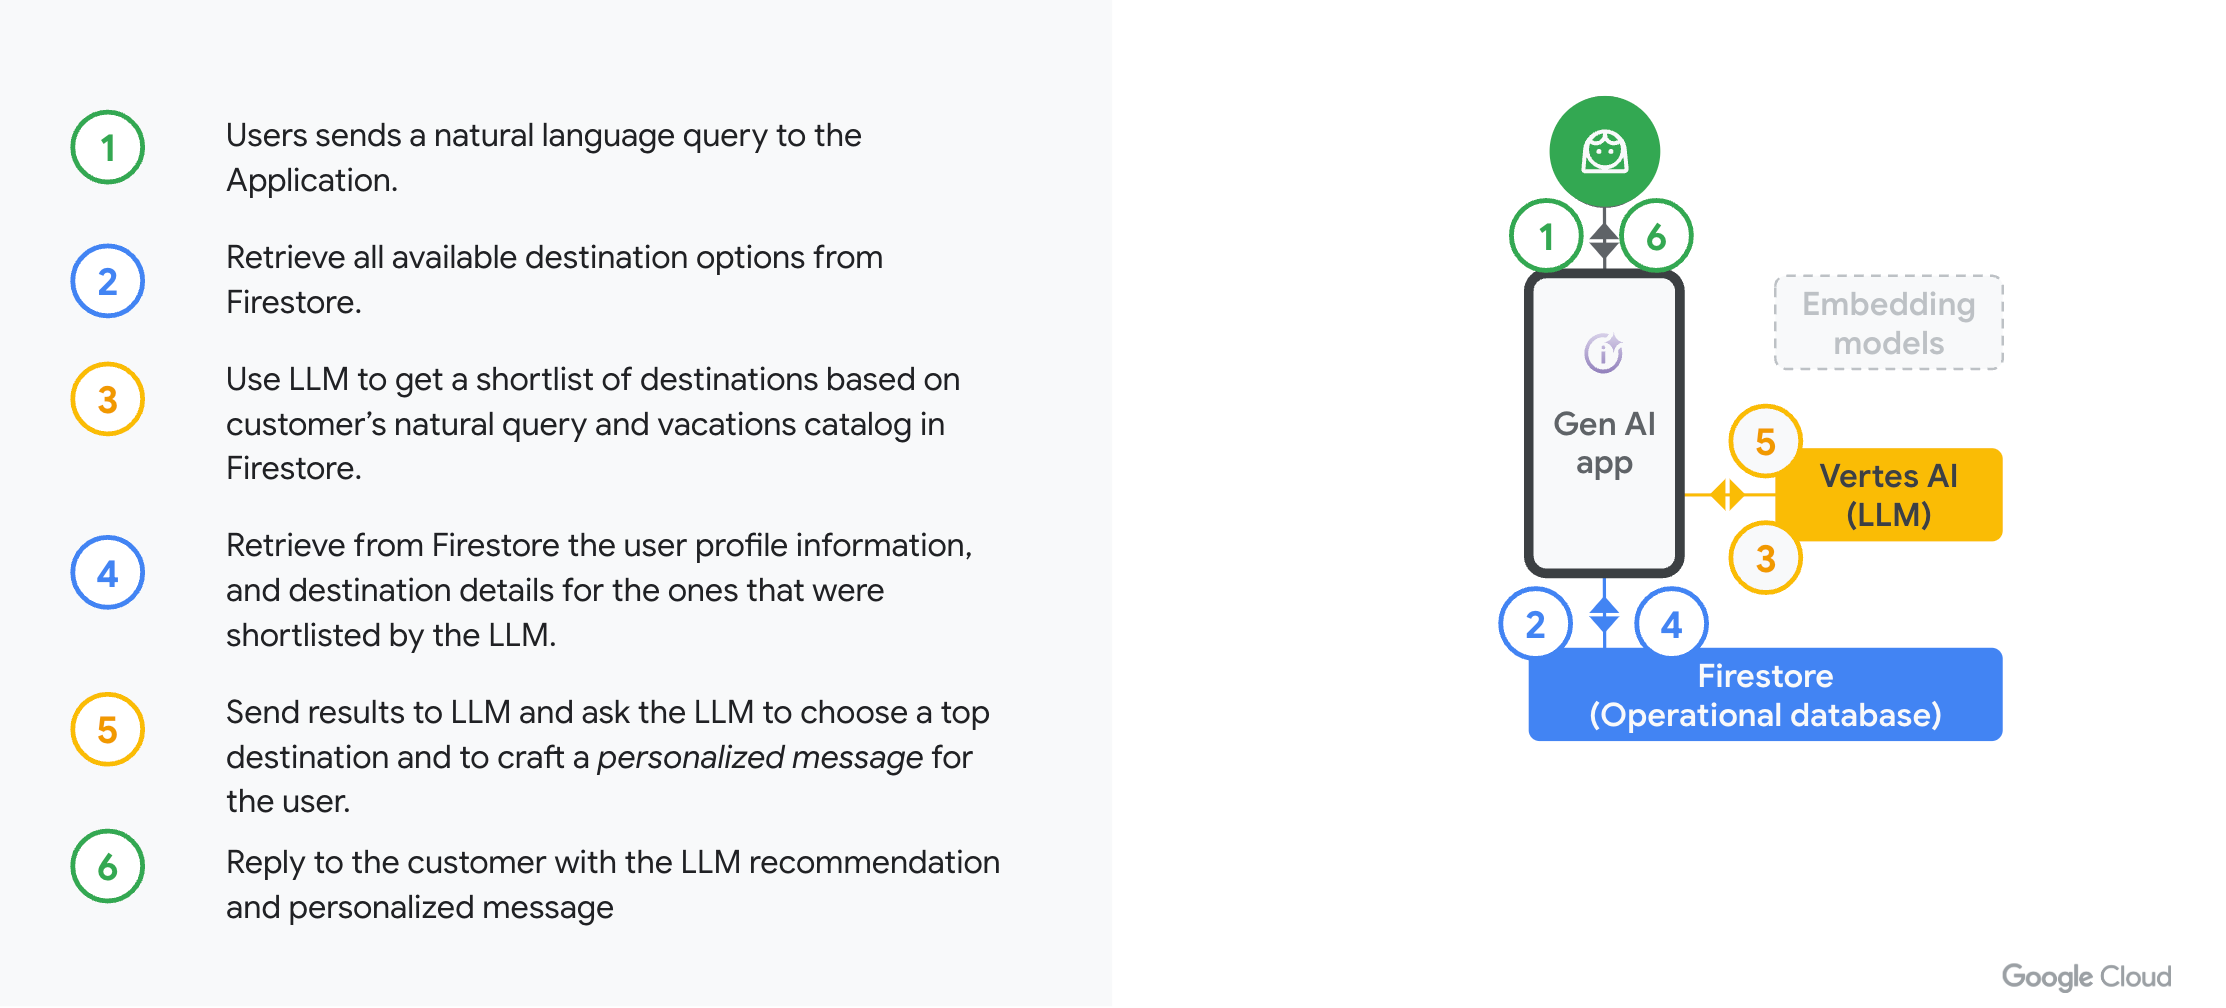 1
Users sends a natural language query to the
Application.
2
Retrieve all available destination options from
Firestore.
3
Use LLM to get a shortlist of destinations based on
customer’s natural query and vacations catalog in
Firestore.
4
Retrieve from Firestore the user profile information,
and destination details for the ones that were
shortlisted by the LLM.
5
Send results to LLM and ask the LLM to choose a top
destination and to craft a personalized message for
the user.
6
Reply to the customer with the LLM recommendation
and personalized message
1
6
Embedding
models
i
Gen AI
app
5
Vertes AI
(LLM)
3
2
4
Firestore
(Operational database)
Google Cloud